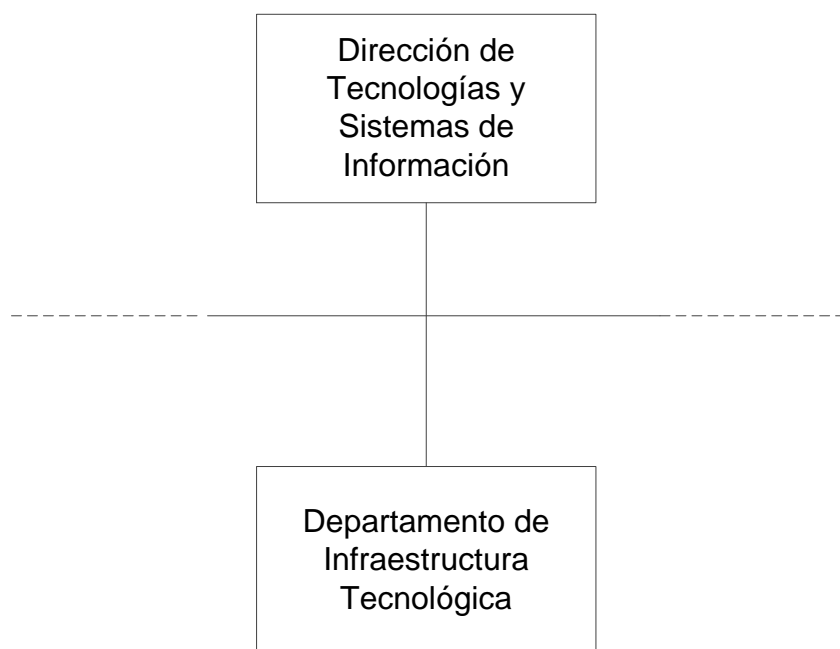 Dirección de
Tecnologías y
Sistemas de
Información
Departamento de
Infraestructura
Tecnológica